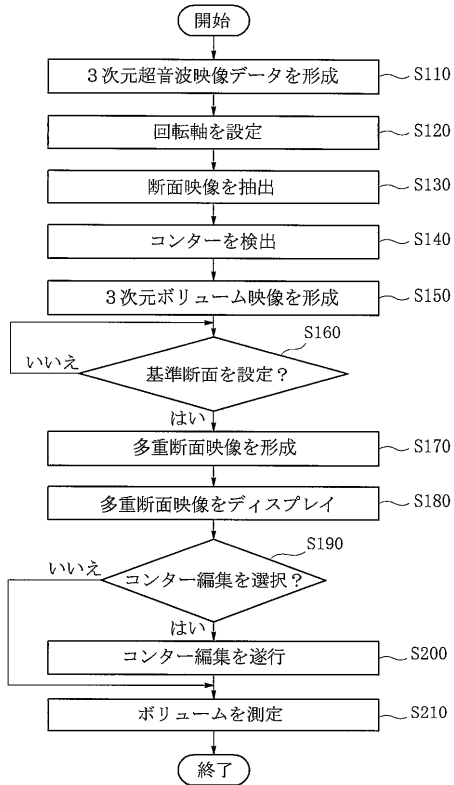 開始
3次元超音波映像データを形成 S110
回転軸を設定 S120
断面映像を抽出 S130
コンターを検出 S140
3次元ボリューム映像を形成 S150
S160
いいえ
基準断面を設定?
はい
多重断面映像を形成 S170
多重断面映像をディスプレイ S180
S190
いいえ
コンター編集を選択?
はい
コンター編集を遂行 S200
ボリュームを測定 S210
終了